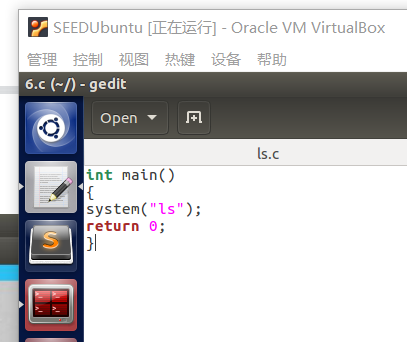 SEEDUbuntu [正在运行] - Oracle VM VirtualBox
管理 控制 视图 热键 设备 帮助
6.c (~/) - gedit
Open
ls.c
int main()
{
system("ls");
return 0;
}